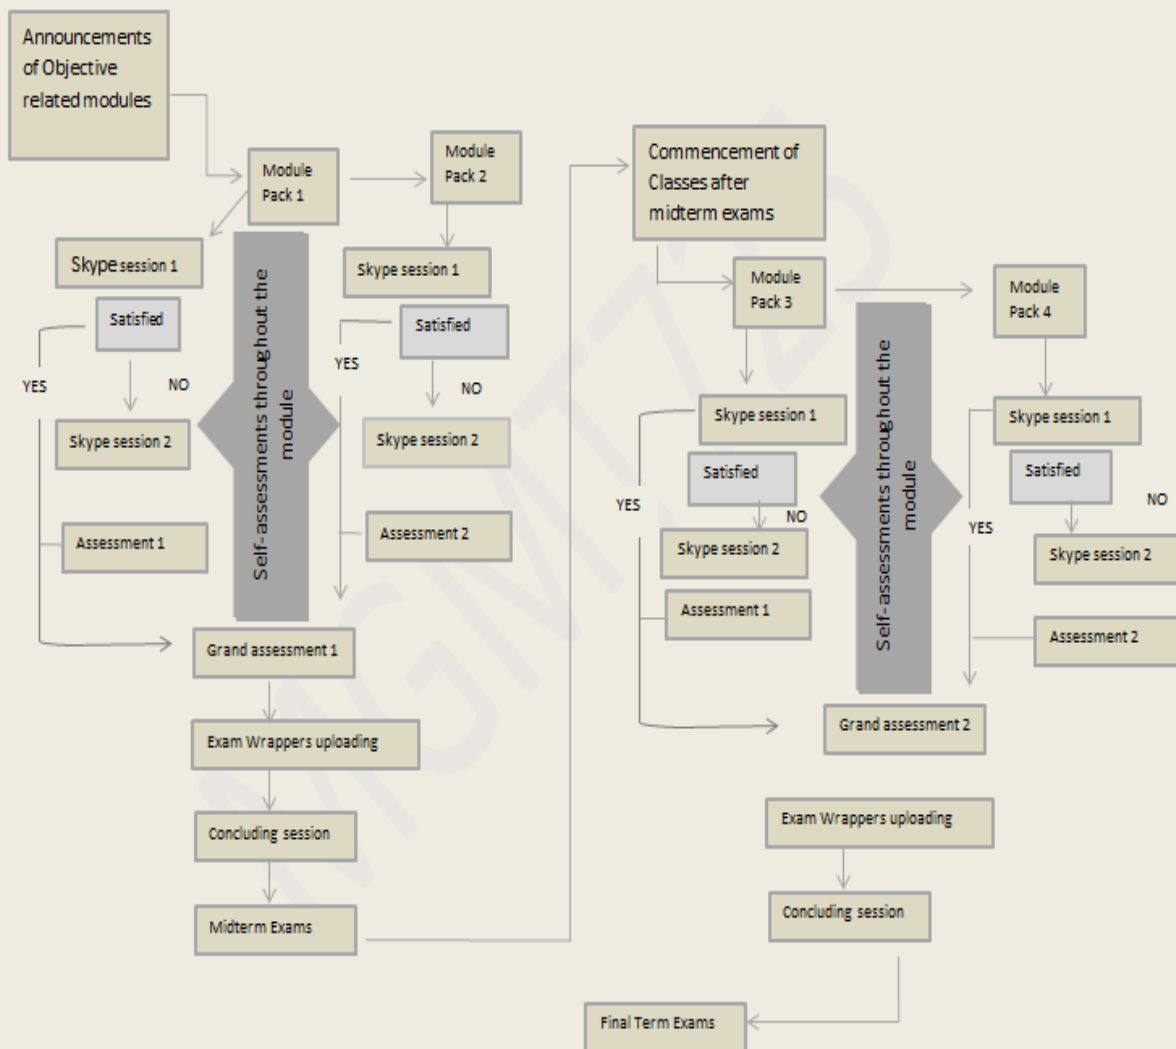 Announcements
of Objective
related modules
Module
Pack 1
Module
Pack 2
Skype session 1
Skype session 1
Satisfied
Satisfied
YES
NO
YES
NO
Skype session 2
Skype session 2
Self-assessments throughout the
module
Assessment 1
Assessment 2
Grand assessment 1
Exam Wrappers uploading
Concluding session
Midterm Exams
Commencement of
Classes after
midterm exams
Module
Pack 3
Module
Pack 4
Skype session 1
Skype session 1
Satisfied
Satisfied
YES
NO
YES
NO
Skype session 2
Skype session 2
Self-assessments throughout the
module
Assessment 1
Assessment 2
Grand assessment 2
Exam Wrappers uploading
Concluding session
Final Term Exams